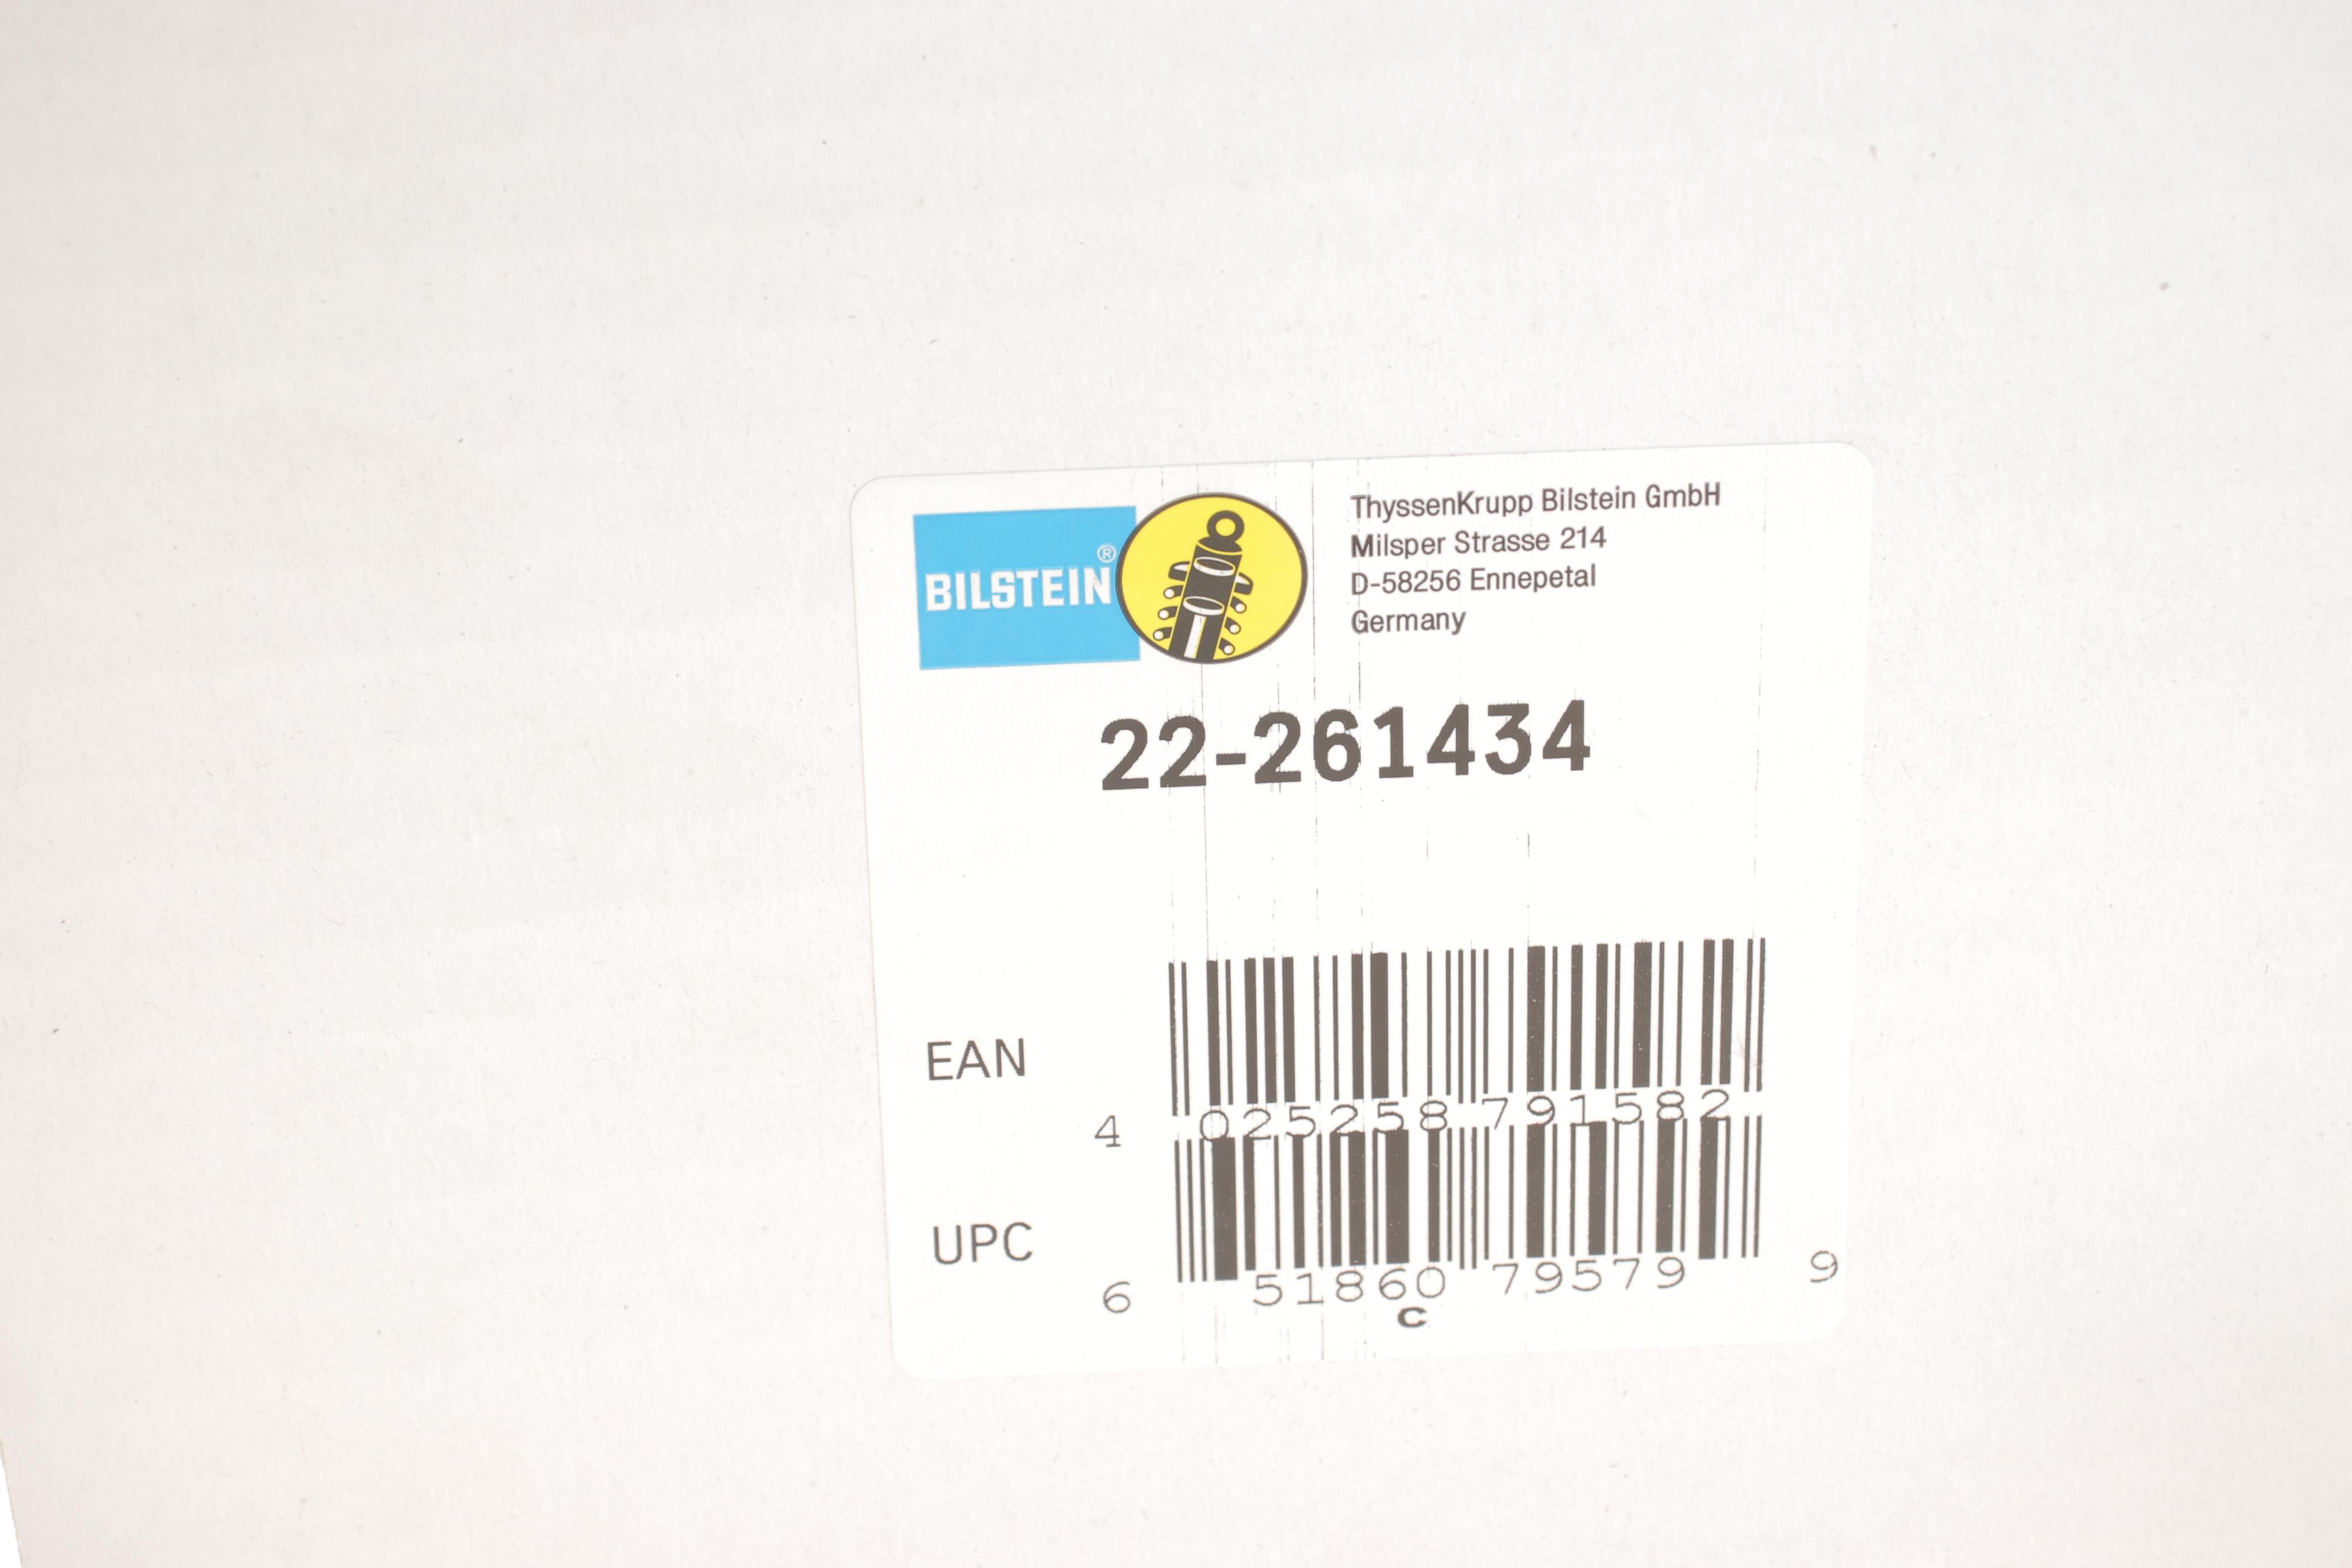 BILSTEIN®
ThyssenKrupp Bilstein GmbH
Milsper Strasse 214
D-58256 Ennepetal
Germany
22-261434
EAN
4 025258 791582
UPC
6 51860 79579 9
C